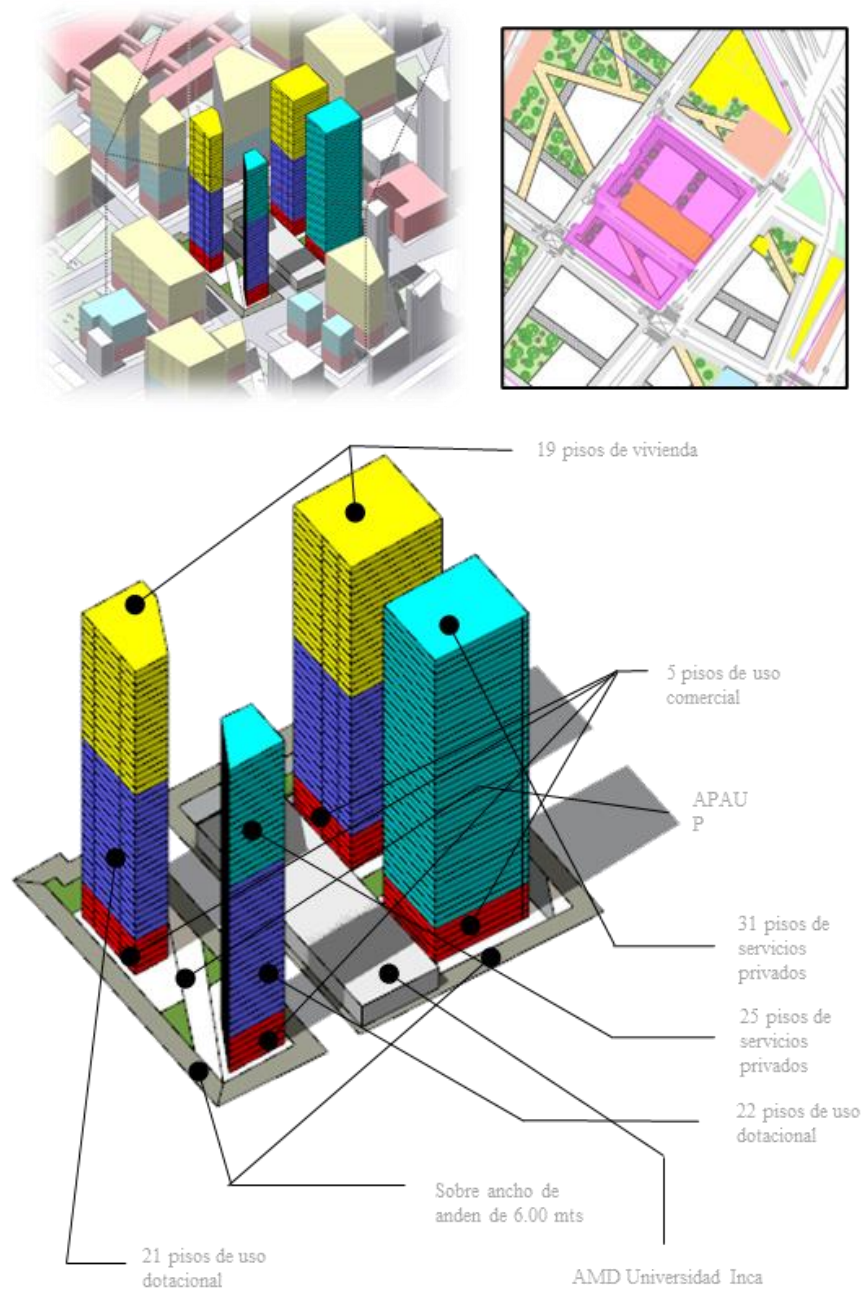 19 pisos de vivienda
5 pisos de uso
comercial
APAU
P
31 pisos de
servicios
privados
25 pisos de
servicios
privados
22 pisos de uso
dotacional
Sobre ancho de
anden de 6.00 mts
21 pisos de uso
dotacional
AMD Universidad Inca